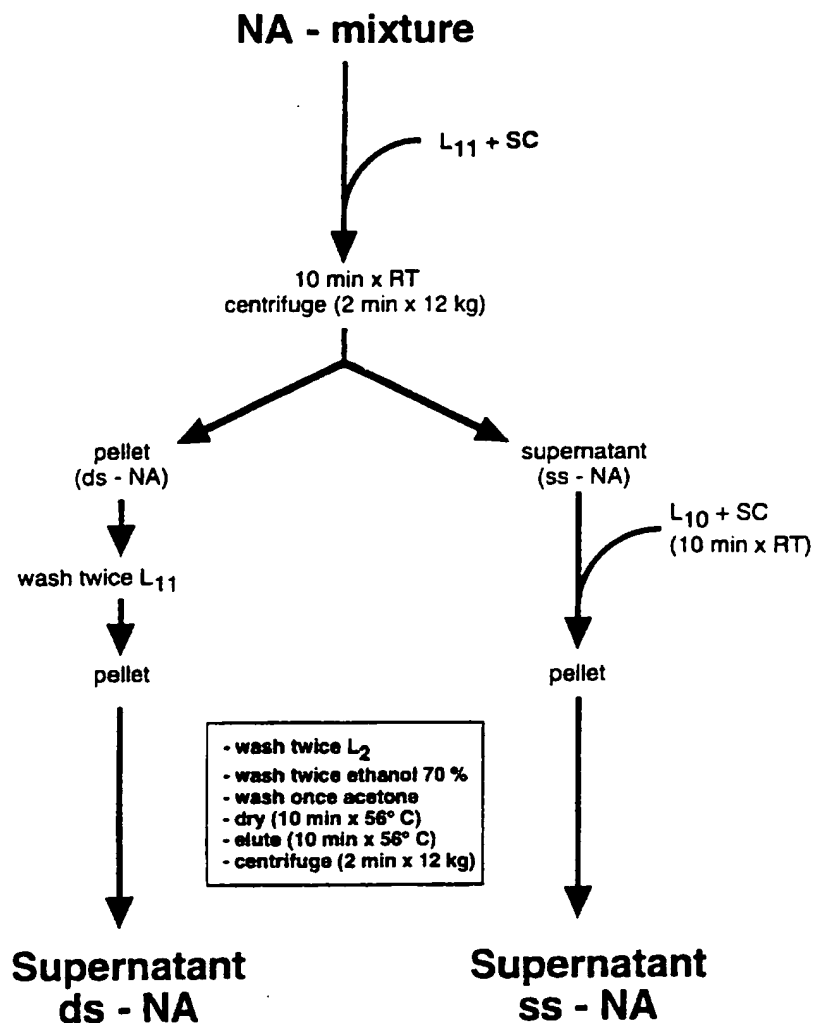 NA - mixture
L11 + SC
10 min x RT
centrifuge (2 min x 12 kg)
pellet
(ds - NA)
wash twice L11
pellet
supernatant
(ss - NA)
L10 + SC
(10 min x RT)
pellet
- wash twice L2
- wash twice ethanol 70 %
- wash once acetone
- dry (10 min x 56° C)
- elute (10 min x 56° C)
- centrifuge (2 min x 12 kg)
Supernatant
ds - NA
Supernatant
ss - NA